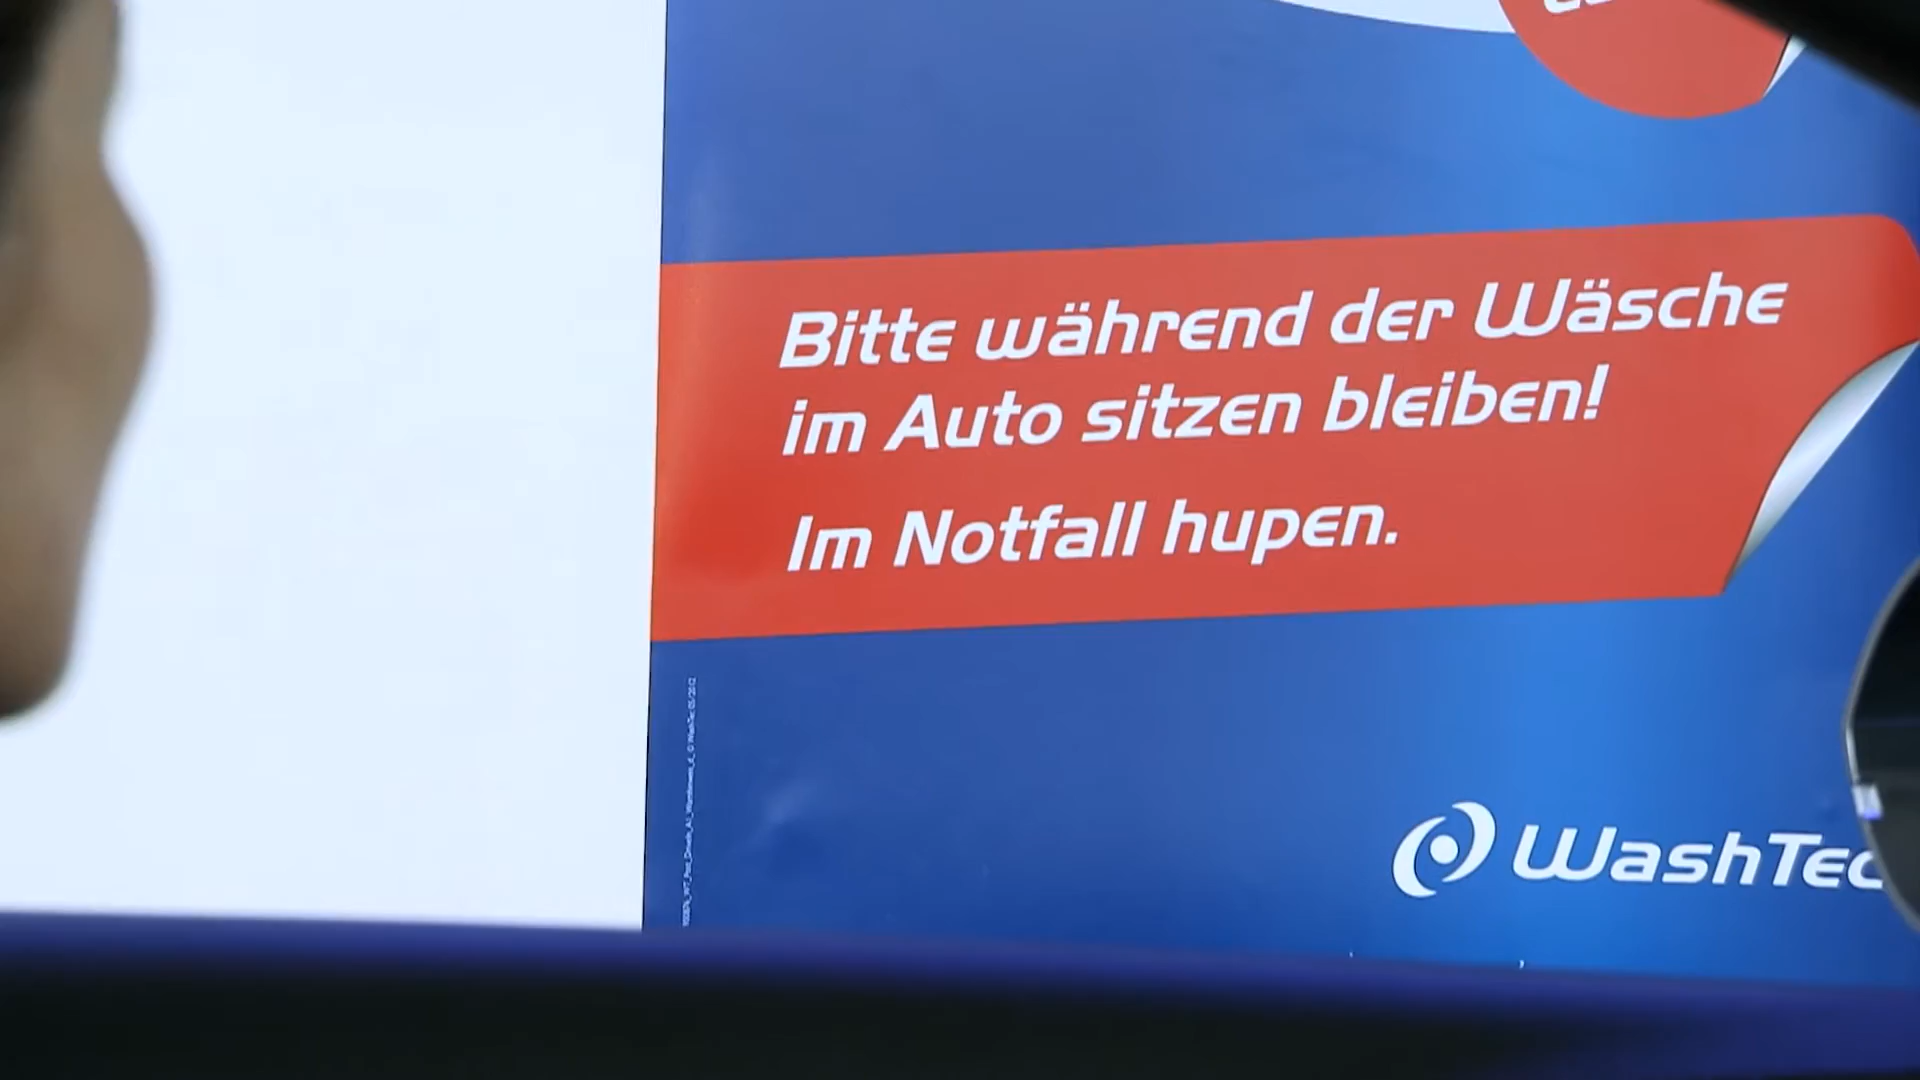 Bitte während der Wäsche
im Auto sitzen bleiben!
Im Notfall hupen.
WashTec